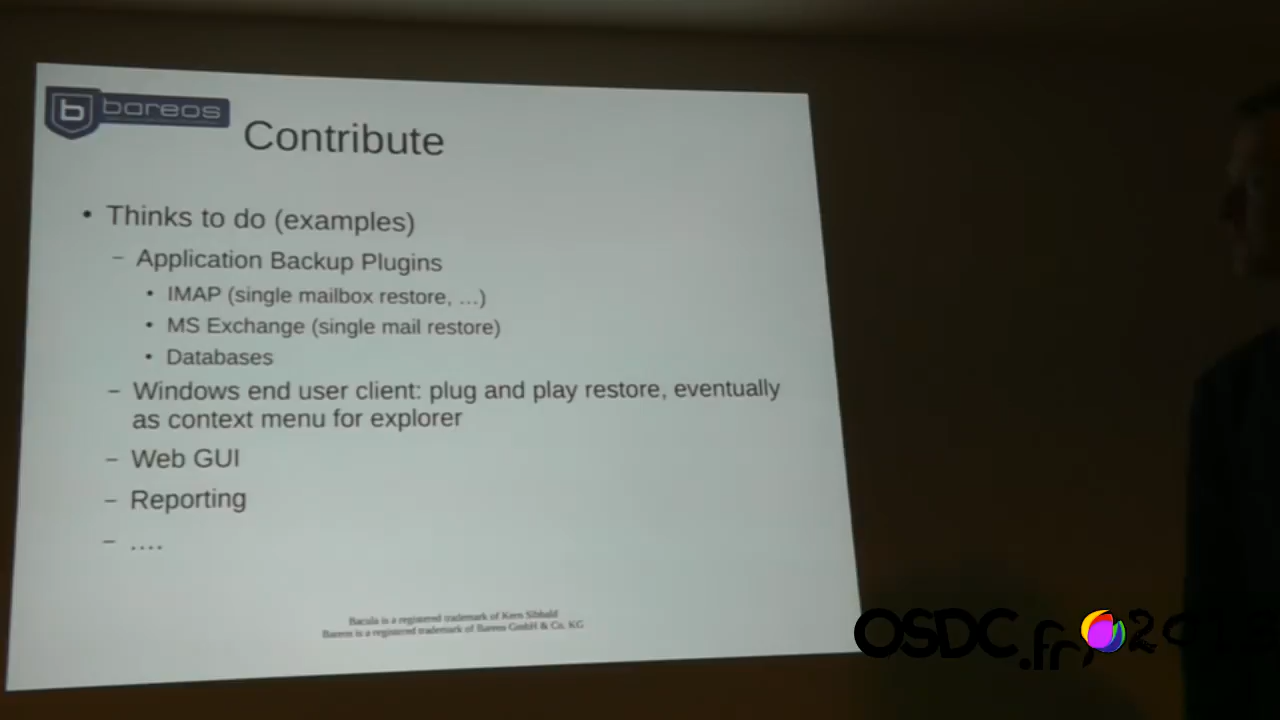 bareos
Contribute
• Thinks to do (examples)
– Application Backup Plugins
• IMAP (single mailbox restore, …)
• MS Exchange (single mail restore)
• Databases
– Windows end user client: plug and play restore, eventually
as context menu for explorer
– Web GUI
– Reporting
– ....
Bacula is a registered trademark of Kern Sibbald
Bareos is a registered trademark of Bareos GmbH & Co. KG
OSDC.fr